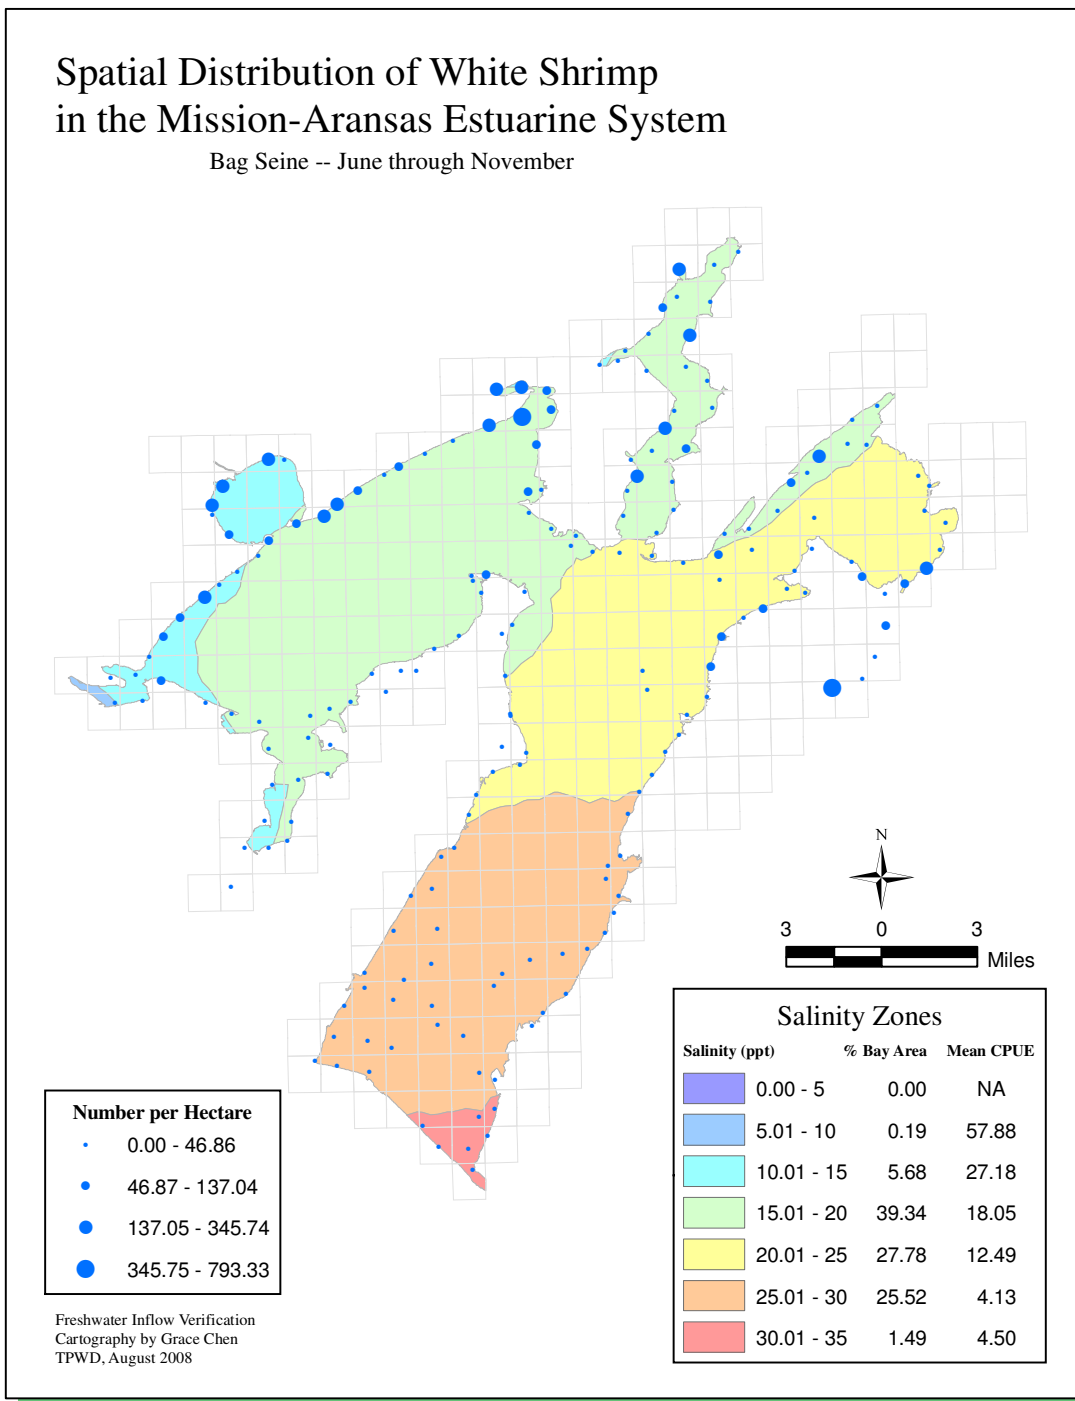 Spatial Distribution of White Shrimp
in the Mission-Aransas Estuarine System
Bag Seine -- June through November
N
3 0 3
Miles
Salinity Zones
Salinity (ppt) % Bay Area Mean CPUE
0.00 - 5 0.00 NA
5.01 - 10 0.19 57.88
10.01 - 15 5.68 27.18
15.01 - 20 39.34 18.05
20.01 - 25 27.78 12.49
25.01 - 30 25.52 4.13
30.01 - 35 1.49 4.50
Number per Hectare
0.00 - 46.86
46.87 - 137.04
137.05 - 345.74
345.75 - 793.33
Freshwater Inflow Verification
Cartography by Grace Chen
TPWD, August 2008